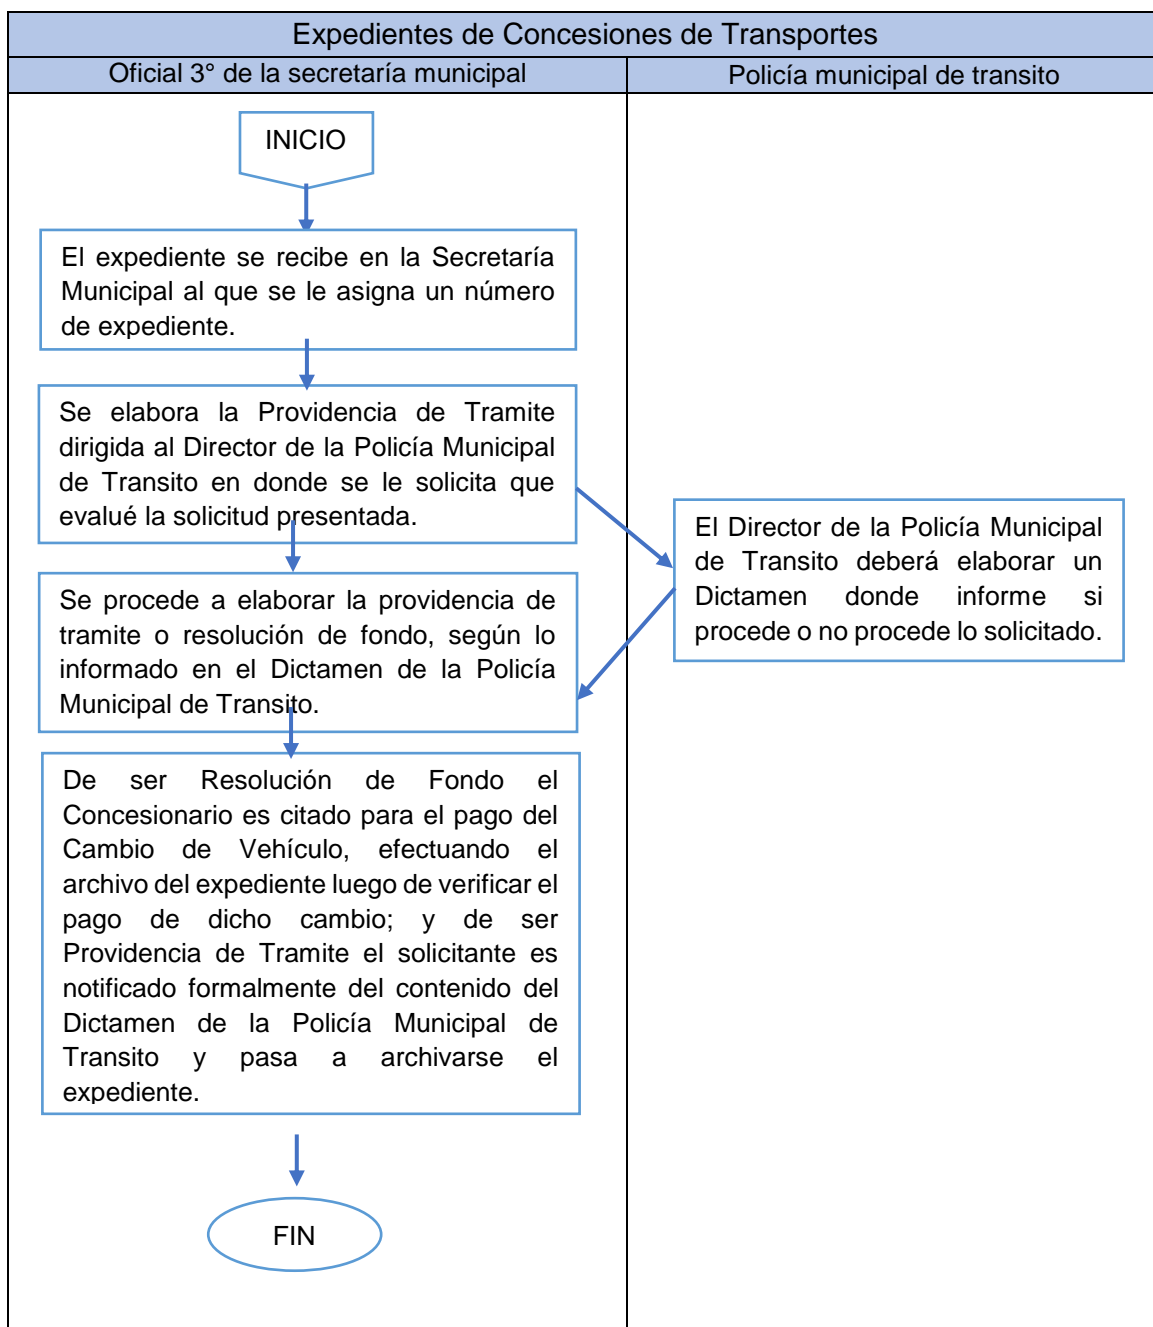 Expedientes de Concesiones de Transportes
Oficial 3° de la secretaría municipal
Policía municipal de transito
INICIO
El expediente se recibe en la Secretaría
Municipal al que se le asigna un número
de expediente.
Se elabora la Providencia de Tramite
dirigida al Director de la Policía Municipal
de Transito en donde se le solicita que
evalué la solicitud presentada.
El Director de la Policía Municipal
de Transito deberá elaborar un
Dictamen donde informe si
procede o no procede lo solicitado.
Se procede a elaborar la providencia de
tramite o resolución de fondo, según lo
informado en el Dictamen de la Policía
Municipal de Transito.
De ser Resolución de Fondo el
Concesionario es citado para el pago del
Cambio de Vehículo, efectuando el
archivo del expediente luego de verificar el
pago de dicho cambio; y de ser
Providencia de Tramite el solicitante es
notificado formalmente del contenido del
Dictamen de la Policía Municipal de
Transito y pasa a archivarse el
expediente.
FIN